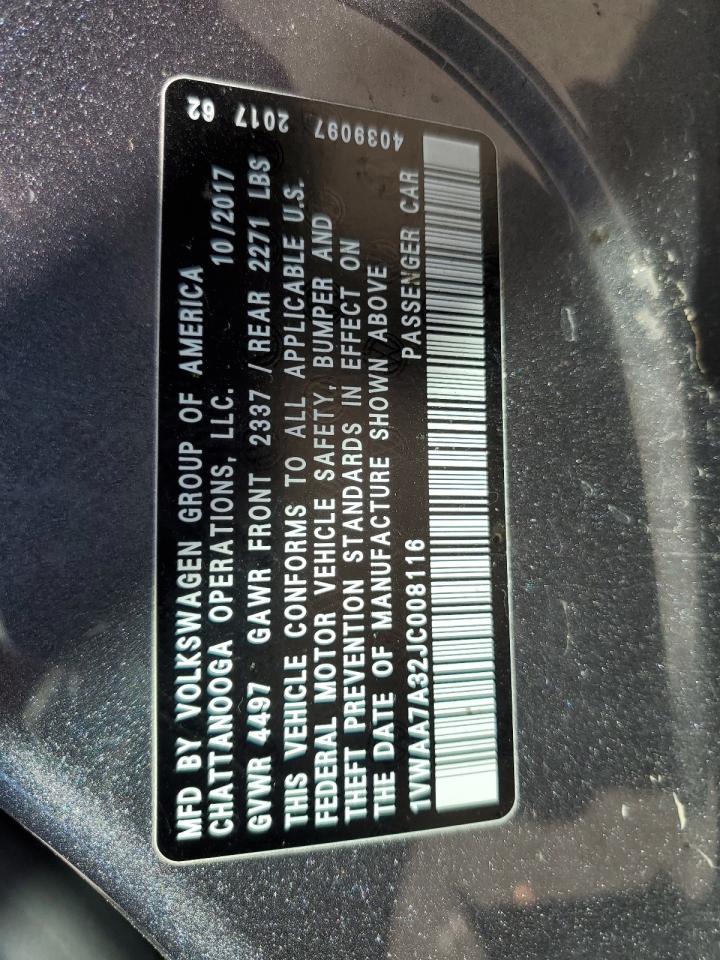 MFD BY VOLKSWAGEN GROUP OF AMERICA
CHATTANOOGA OPERATIONS, LLC. 10/2017
GVWR 4497 GAWR FRONT 2337 / REAR 2271 LBS
THIS VEHICLE CONFORMS TO ALL APPLICABLE U.S.
FEDERAL MOTOR VEHICLE SAFETY, BUMPER AND
THEFT PREVENTION STANDARDS IN EFFECT ON
THE DATE OF MANUFACTURE SHOWN ABOVE
1VWAA7A32JC008116 PASSENGER CAR
62 2017 4039097